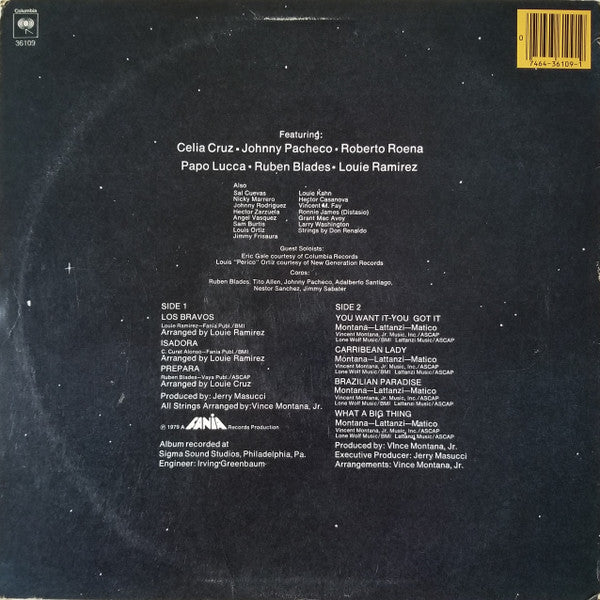 Columbia
36109
0
7464-36109-1
Featuring:
Celia Cruz • Johnny Pacheco • Roberto Roena
Papo Lucca • Ruben Blades • Louie Ramirez
Also
Sal Cuevas
Nicky Marrero
Johnny Rodriguez
Hector Zarzuela
Angel Vasquez
Sam Burtis
Louis Ortiz
Jimmy Frisaura
Louie Kahn
Hector Casanova
Vincent M. Fay
Ronnie James (Distasio)
Grant Mac Avoy
Larry Washington
Strings by Don Renaldo
Guest Soloists:
Eric Gale courtesy of Columbia Records
Louis "Perico" Ortiz courtesy of New Generation Records
Coros:
Ruben Blades, Tito Allen, Johnny Pacheco, Adalberto Santiago,
Nestor Sanchez, Jimmy Sabater
SIDE 1
LOS BRAVOS
Louie Ramirez—Fania Publ./BMI
Arranged by Louie Ramirez
ISADORA
C. Curet Alonso—Fania Publ./BMI
Arranged by Louie Ramirez
PREPARA
Ruben Blades—Vaya Publ./ASCAP
Arranged by Louie Cruz
Produced by: Jerry Masucci
All Strings Arranged by: Vince Montana, Jr.
℗ 1979 A FANIA Records Production
Album recorded at
Sigma Sound Studios, Philadelphia, Pa.
Engineer: Irving Greenbaum
SIDE 2
YOU WANT IT-YOU GOT IT
Montana—Lattanzi—Matico
Vincent Montana, Jr. Music, Inc./ASCAP
Lone Wolf Music/BMI Lattanzi Music/ASCAP
CARRIBEAN LADY
Montana—Lattanzi—Matico
Vincent Montana, Jr. Music, Inc./ASCAP
Lone Wolf Music/BMI Lattanzi Music/ASCAP
BRAZILIAN PARADISE
Montana—Lattanzi—Matico
Vincent Montana, Jr. Music, Inc./ASCAP
Lone Wolf Music/BMI Lattanzi Music/ASCAP
WHAT A BIG THING
Montana—Lattanzi—Matico
Vincent Montana, Jr. Music, Inc./ASCAP
Lone Wolf Music/BMI Lattanzi Music/ASCAP
Produced by: Vince Montana, Jr.
Executive Producer: Jerry Masucci
Arrangements: Vince Montana, Jr.